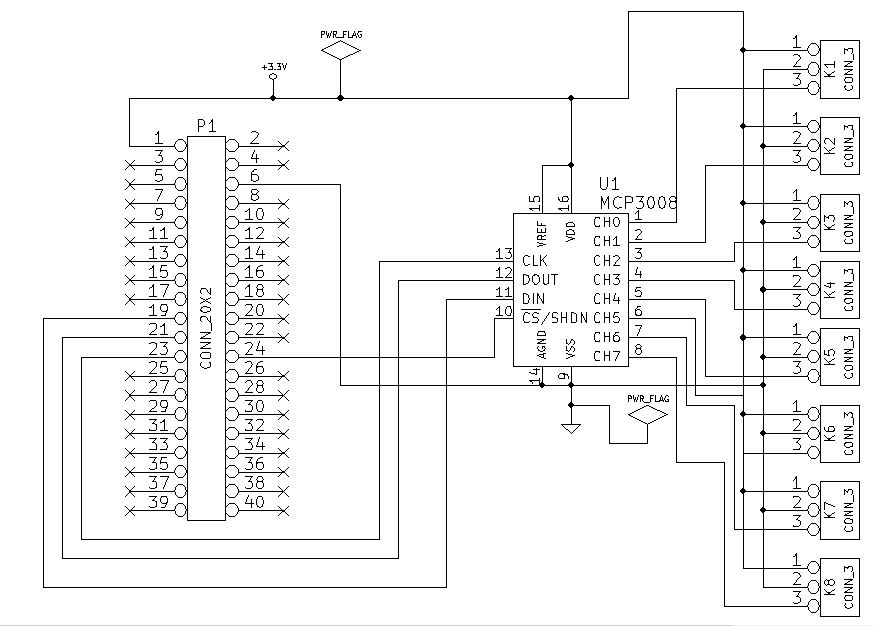 PWR_FLAG
+3.3V
P1
1 2
3 4
5 6
7 8
9 10
11 12
13 14
15 16
17 18
19 20
21 22
23 24
25 26
27 28
29 30
31 32
33 34
35 36
37 38
39 40
CONN_20X2
U1
MCP3008
15 16
VREF VDD
CH0 1
CH1 2
13 CLK CH2 3
12 DOUT CH3 4
11 DIN CH4 5
10 CS/SHDN CH5 6
CH6 7
CH7 8
AGND VSS
14 9
PWR_FLAG
1
2
3
K1
CONN_3
1
2
3
K2
CONN_3
1
2
3
K3
CONN_3
1
2
3
K4
CONN_3
1
2
3
K5
CONN_3
1
2
3
K6
CONN_3
1
2
3
K7
CONN_3
1
2
3
K8
CONN_3